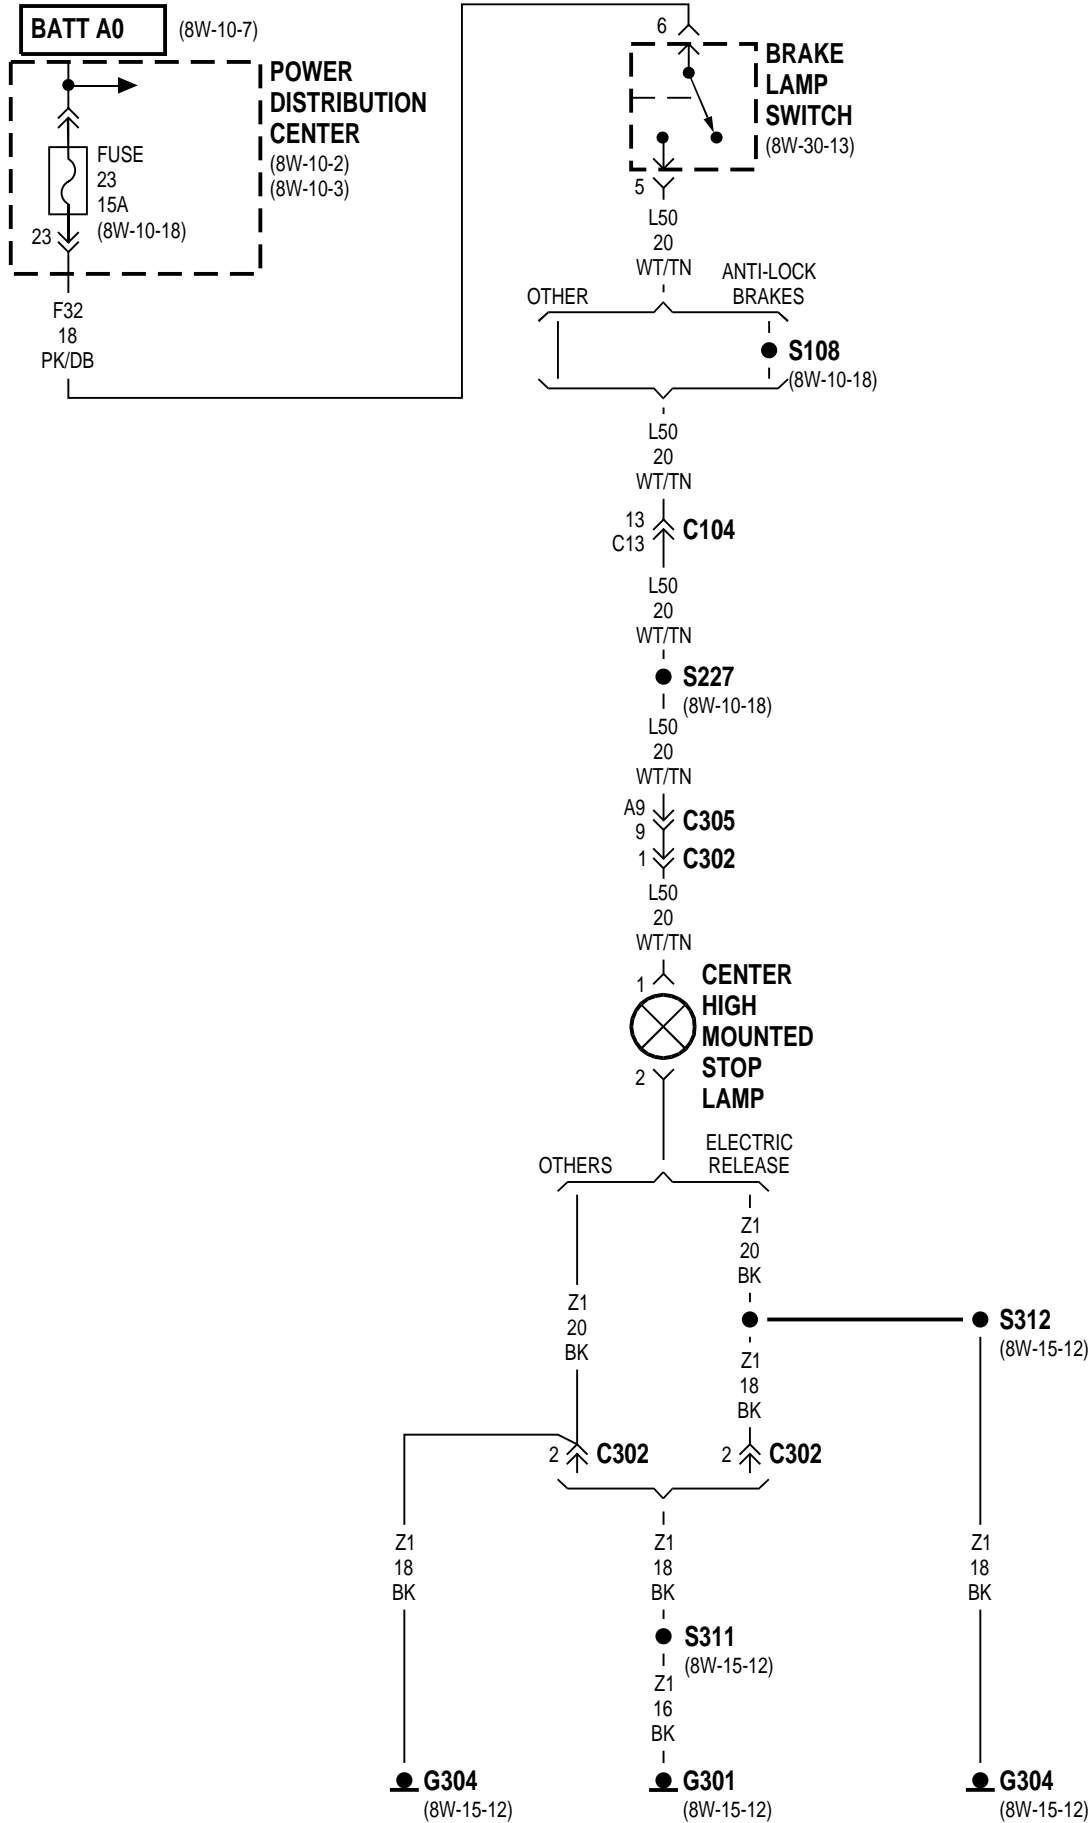 BATT A0
(8W-10-7)
POWER
DISTRIBUTION
CENTER
(8W-10-2)
(8W-10-3)
FUSE
23
15A
(8W-10-18)
23
F32
18
PK/DB
6
BRAKE
LAMP
SWITCH
(8W-30-13)
5
L50
20
WT/TN
OTHER
ANTI-LOCK
BRAKES
S108
(8W-10-18)
L50
20
WT/TN
13
C13
C104
L50
20
WT/TN
S227
(8W-10-18)
L50
20
WT/TN
A9
9
C305
1
C302
L50
20
WT/TN
1
CENTER
HIGH
MOUNTED
STOP
LAMP
2
OTHERS
ELECTRIC
RELEASE
Z1
20
BK
Z1
20
BK
S312
(8W-15-12)
Z1
18
BK
2
C302
2
C302
Z1
18
BK
Z1
18
BK
Z1
18
BK
S311
(8W-15-12)
Z1
16
BK
G304
(8W-15-12)
G301
(8W-15-12)
G304
(8W-15-12)